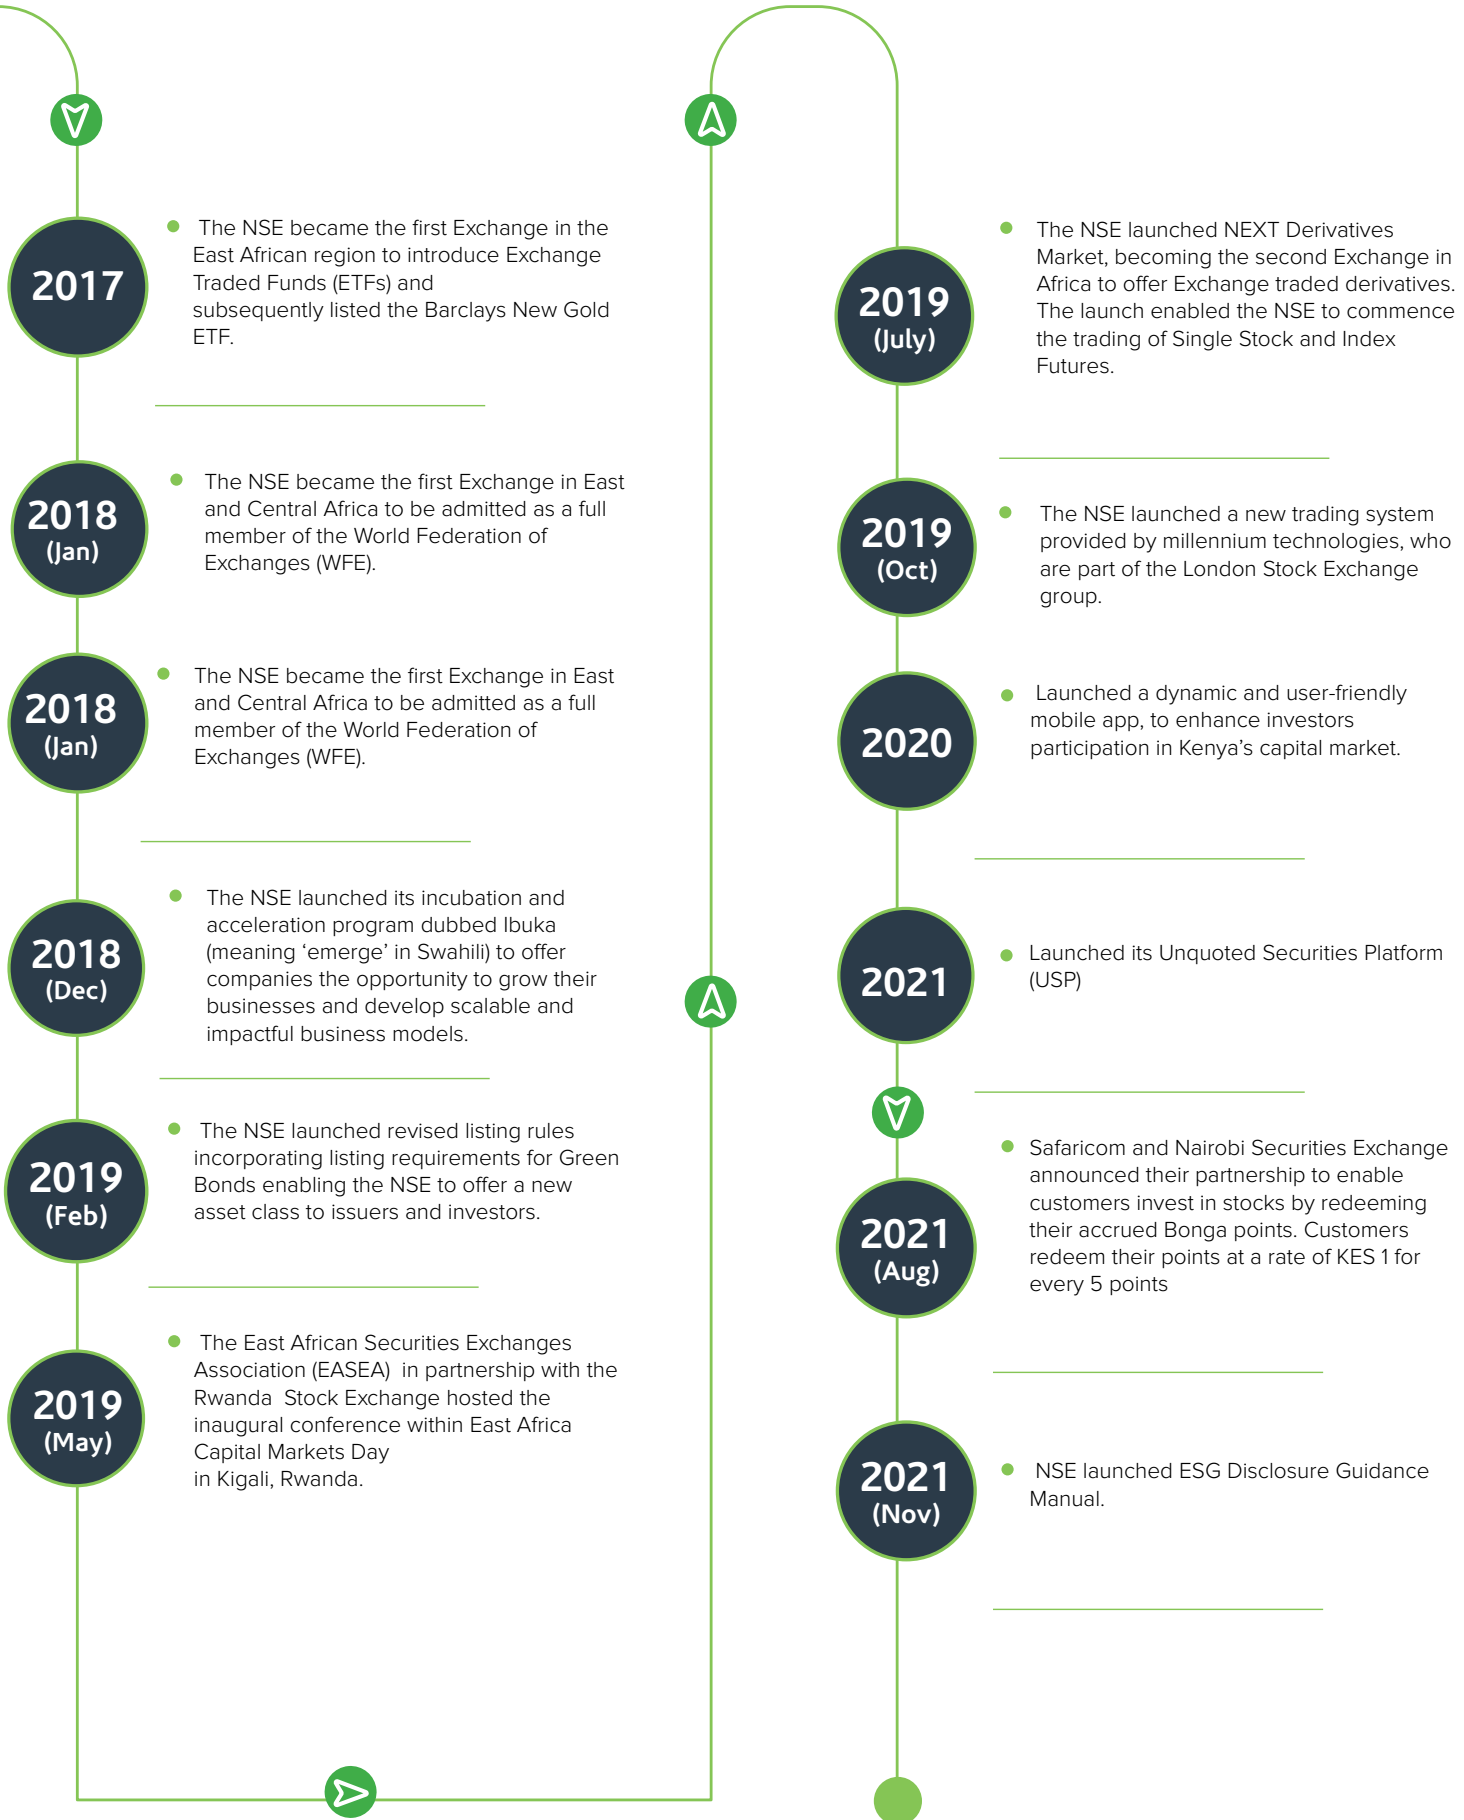 2017
The NSE became the first Exchange in the
East African region to introduce Exchange
Traded Funds (ETFs) and
subsequently listed the Barclays New Gold
ETF.
2018
(Jan)
The NSE became the first Exchange in East
and Central Africa to be admitted as a full
member of the World Federation of
Exchanges (WFE).
2018
(Jan)
The NSE became the first Exchange in East
and Central Africa to be admitted as a full
member of the World Federation of
Exchanges (WFE).
2018
(Dec)
The NSE launched its incubation and
acceleration program dubbed Ibuka
(meaning ‘emerge’ in Swahili) to offer
companies the opportunity to grow their
businesses and develop scalable and
impactful business models.
2019
(Feb)
The NSE launched revised listing rules
incorporating listing requirements for Green
Bonds enabling the NSE to offer a new
asset class to issuers and investors.
2019
(May)
The East African Securities Exchanges
Association (EASEA) in partnership with the
Rwanda Stock Exchange hosted the
inaugural conference within East Africa
Capital Markets Day
in Kigali, Rwanda.
2019
(July)
The NSE launched NEXT Derivatives
Market, becoming the second Exchange in
Africa to offer Exchange traded derivatives.
The launch enabled the NSE to commence
the trading of Single Stock and Index
Futures.
2019
(Oct)
The NSE launched a new trading system
provided by millennium technologies, who
are part of the London Stock Exchange
group.
2020
Launched a dynamic and user-friendly
mobile app, to enhance investors
participation in Kenya’s capital market.
2021
Launched its Unquoted Securities Platform
(USP)
2021
(Aug)
Safaricom and Nairobi Securities Exchange
announced their partnership to enable
customers invest in stocks by redeeming
their accrued Bonga points. Customers
redeem their points at a rate of KES 1 for
every 5 points
2021
(Nov)
NSE launched ESG Disclosure Guidance
Manual.